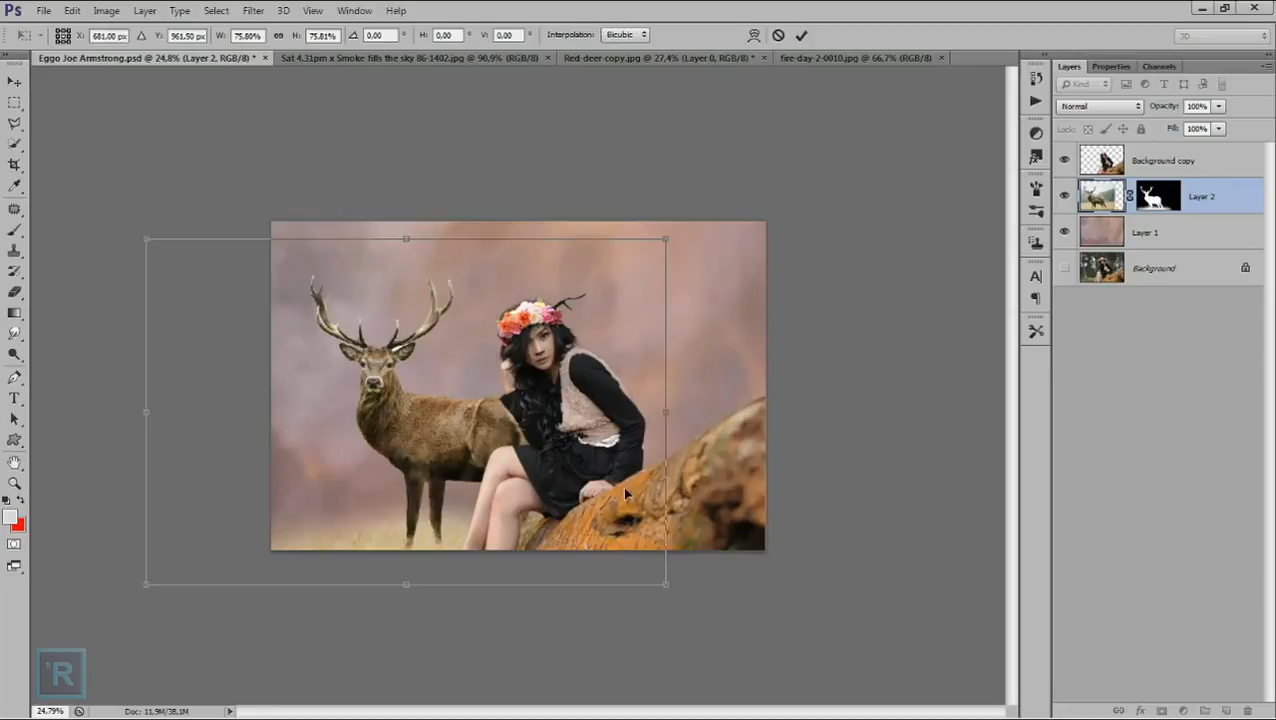 Ps File Edit Image Layer Type Select Filter 3D View Window Help
X: 681.00 px Y: 961.50 px W: 75.80% H: 75.81% 0.00 ° H: 0.00 ° V: 0.00 ° Interpolation: Bicubic 3D
Eggo Joe Armstrong.psd @ 24,8% (Layer 2, RGB/8) * × Sat 4.31pm x Smoke fills the sky 86-1402.jpg @ 90,9% (RGB/8) × Red-deer-copy.jpg @ 27,4% (Layer 0, RGB/8) * × fire-day-2-0010.jpg @ 66,7% (RGB/8) ×
Layers Properties Channels
Kind
Normal Opacity: 100%
Lock: Fill: 100%
Background copy
Layer 2
Layer 1
Background
'R
24,79% Doc: 11,9M/38,1M